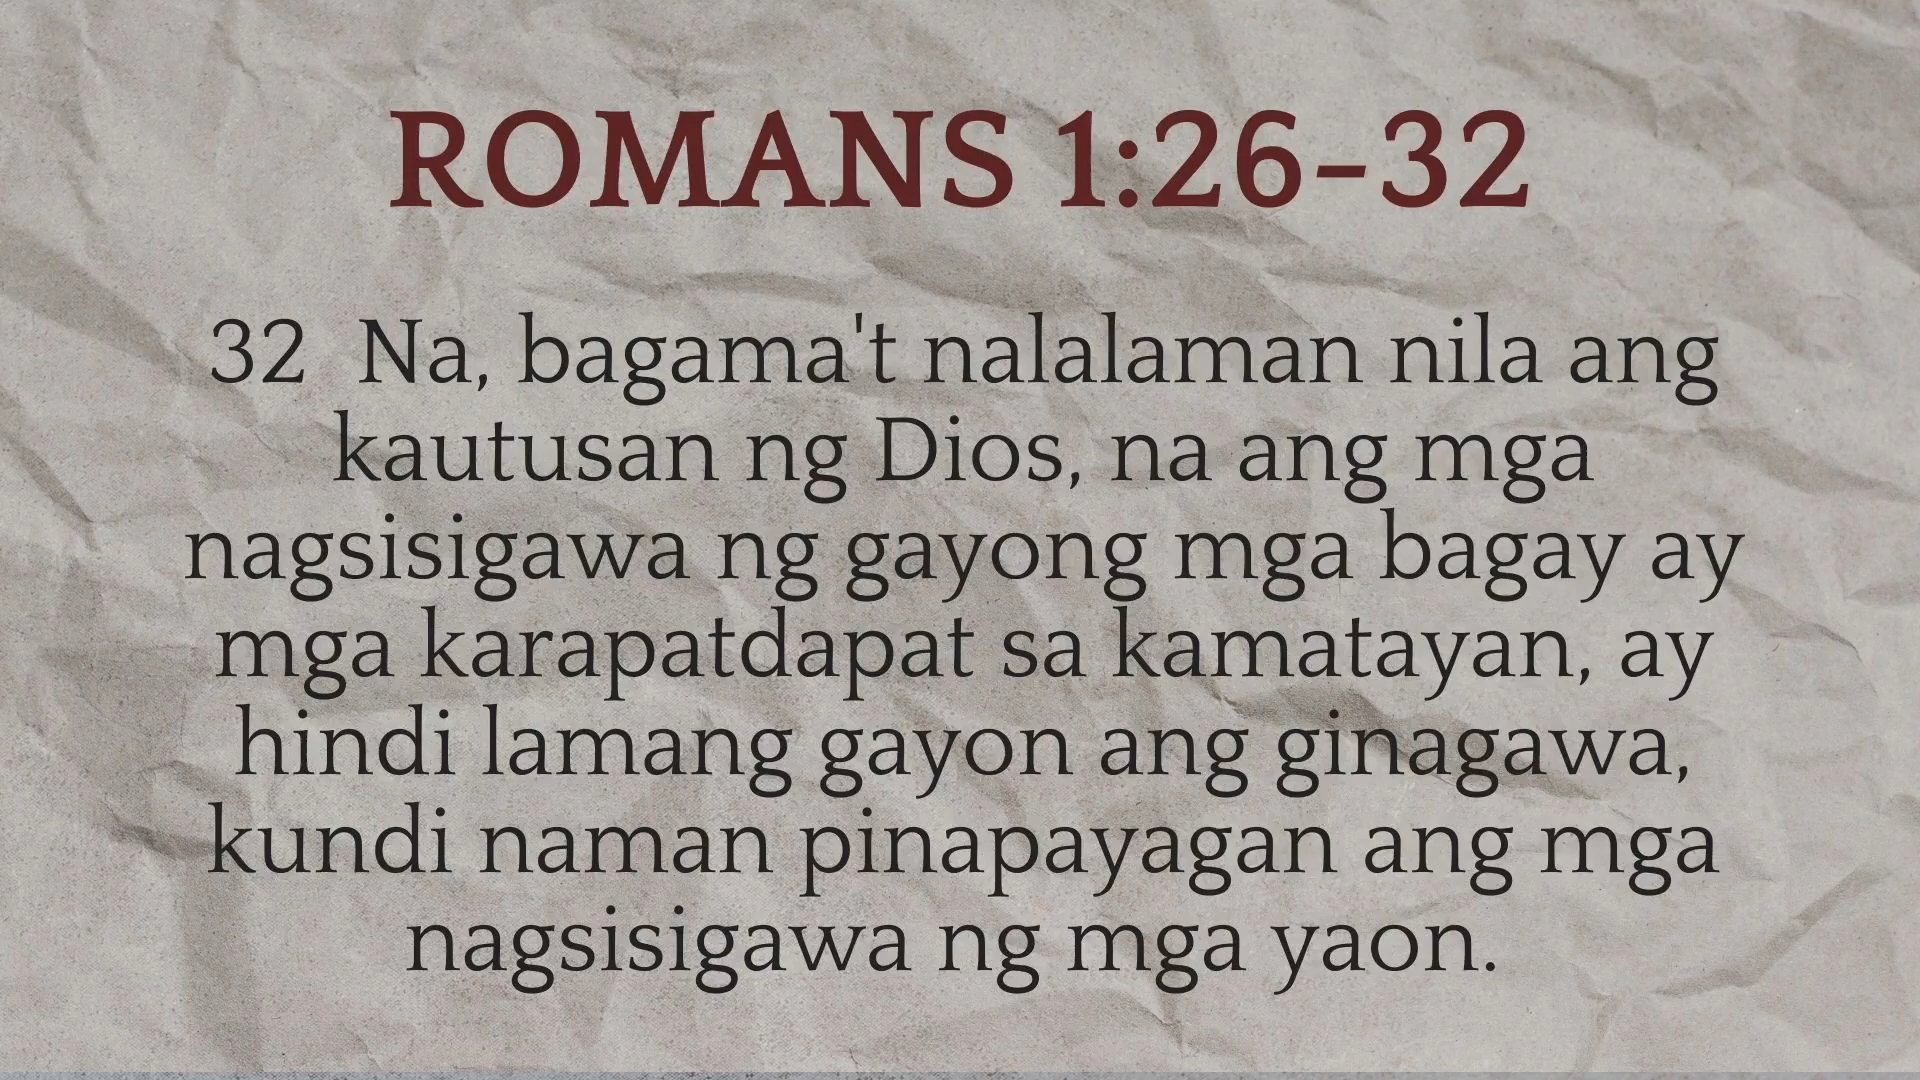 ROMANS 1:26-32
32 Na, bagama't nalalaman nila ang
kautusan ng Dios, na ang mga
nagsisigawa ng gayong mga bagay ay
mga karapatdapat sa kamatayan, ay
hindi lamang gayon ang ginagawa,
kundi naman pinapayagan ang mga
nagsisigawa ng mga yaon.